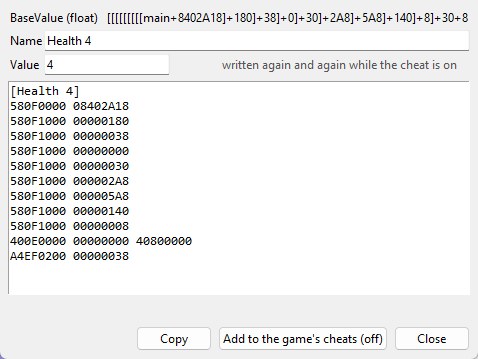 BaseValue (float) [[[[[[[[[main+8402A18]+180]+38]+0]+30]+2A8]+5A8]+140]+8]+30+8
Name Health 4
Value 4 written again and again while the cheat is on
[Health 4]
580F0000 08402A18
580F1000 00000180
580F1000 00000038
580F1000 00000000
580F1000 00000030
580F1000 000002A8
580F1000 000005A8
580F1000 00000140
580F1000 00000008
400E0000 00000000 40800000
A4EF0200 00000038
Copy Add to the game's cheats (off) Close